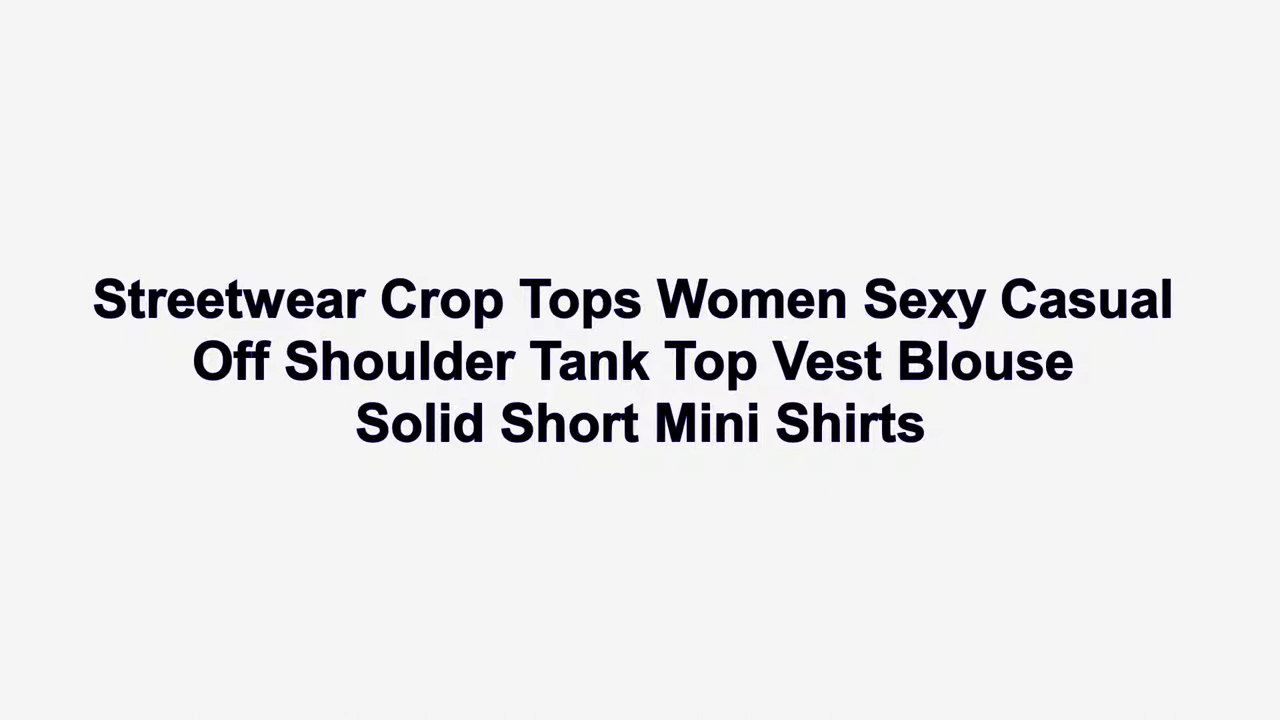 Streetwear Crop Tops Women Sexy Casual
Off Shoulder Tank Top Vest Blouse
Solid Short Mini Shirts